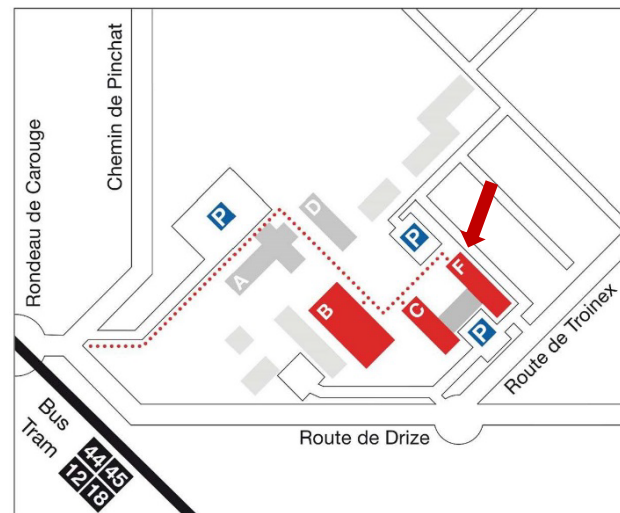 Rondeau de Carouge
Chemin de Pinchat
P
D
A
P
F
B
C
P
Route de Troinex
Route de Drize
Bus
Tram
44 45
12 18